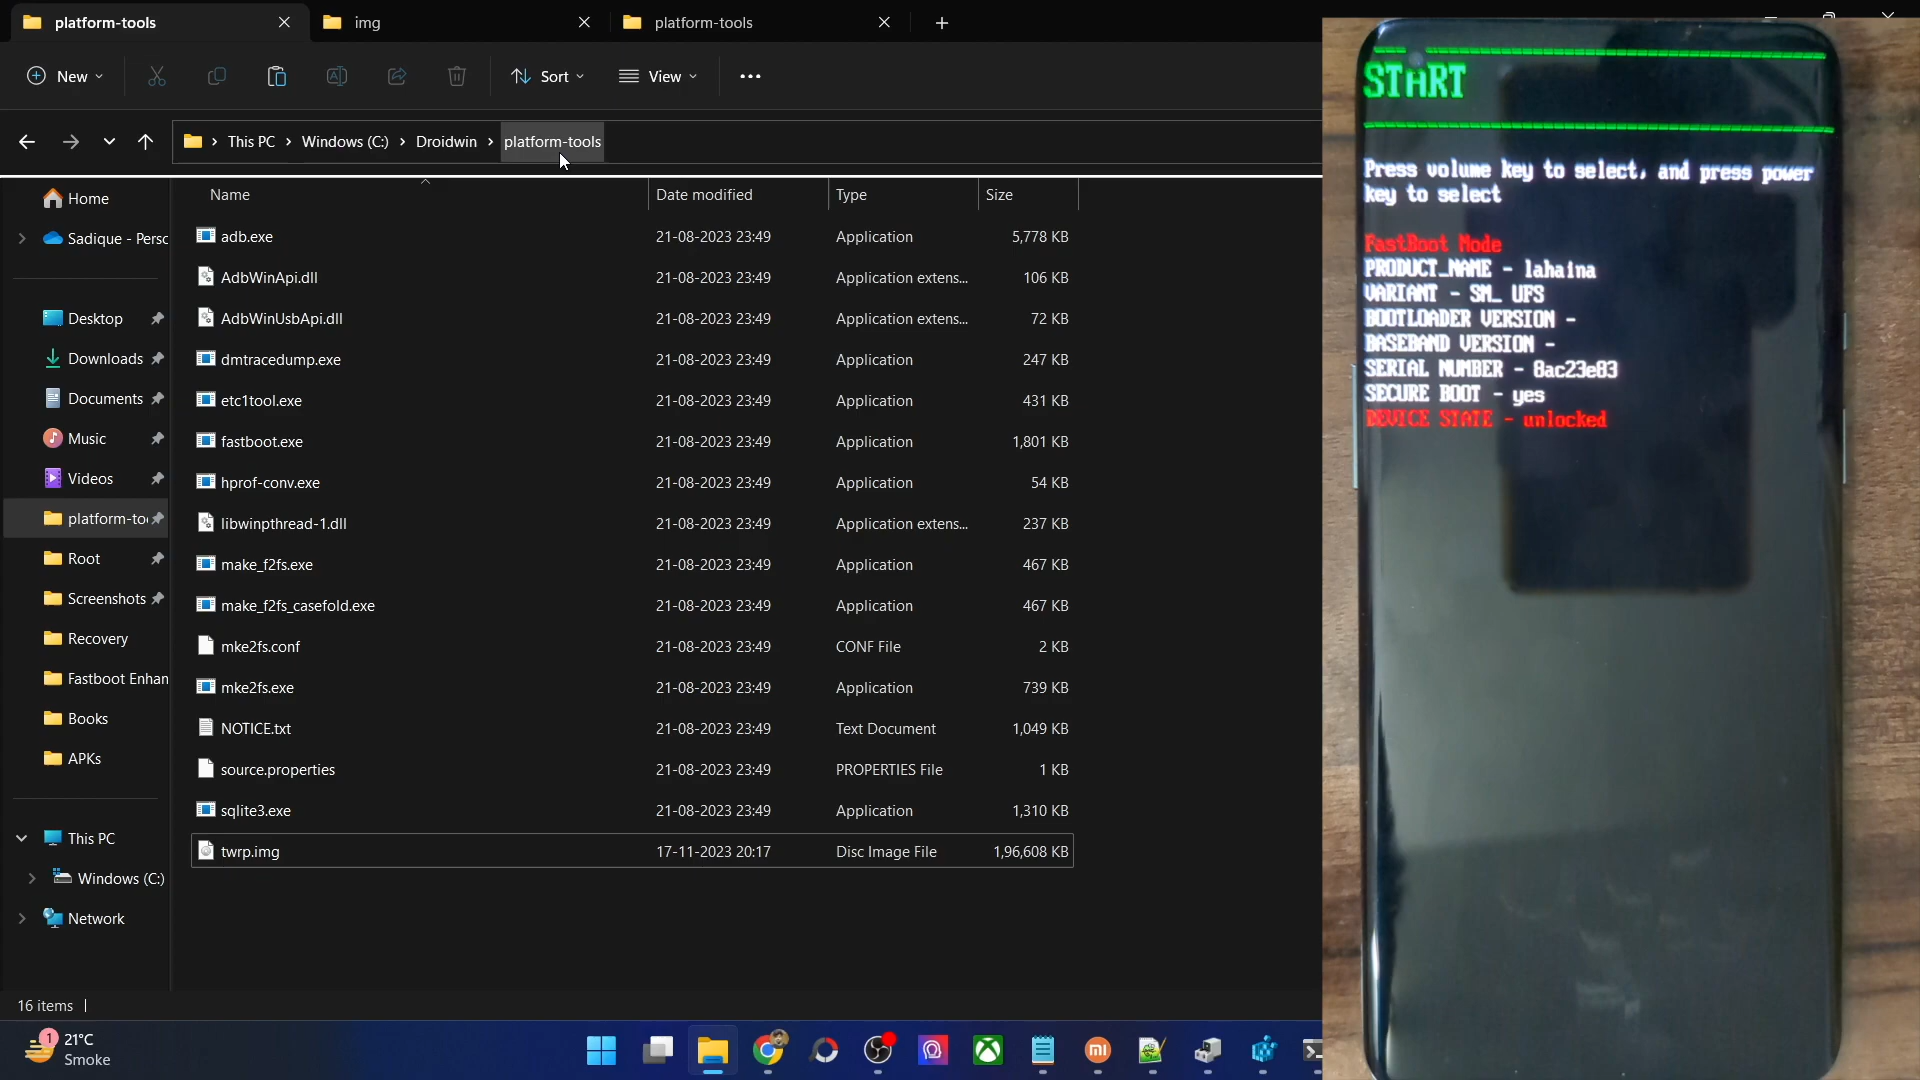 platform-tools
img
platform-tools
New
Sort
View
This PC
Windows (C:)
Droidwin
platform-tools
Home
Sadique - Persc
Desktop
Downloads
Documents
Music
Videos
platform-too
Root
Screenshots
Recovery
Fastboot Enhan
Books
APKs
This PC
Windows (C:)
Network
Name Date modified Type Size
adb.exe 21-08-2023 23:49 Application 5,778 KB
AdbWinApi.dll 21-08-2023 23:49 Application extens... 106 KB
AdbWinUsbApi.dll 21-08-2023 23:49 Application extens... 72 KB
dmtracedump.exe 21-08-2023 23:49 Application 247 KB
etc1tool.exe 21-08-2023 23:49 Application 431 KB
fastboot.exe 21-08-2023 23:49 Application 1,801 KB
hprof-conv.exe 21-08-2023 23:49 Application 54 KB
libwinpthread-1.dll 21-08-2023 23:49 Application extens... 237 KB
make_f2fs.exe 21-08-2023 23:49 Application 467 KB
make_f2fs_casefold.exe 21-08-2023 23:49 Application 467 KB
mke2fs.conf 21-08-2023 23:49 CONF File 2 KB
mke2fs.exe 21-08-2023 23:49 Application 739 KB
NOTICE.txt 21-08-2023 23:49 Text Document 1,049 KB
source.properties 21-08-2023 23:49 PROPERTIES File 1 KB
sqlite3.exe 21-08-2023 23:49 Application 1,310 KB
twrp.img 17-11-2023 20:17 Disc Image File 1,96,608 KB
16 items
1
21°C
Smoke
START
Press volume key to select, and press power
key to select
FastBoot Mode
PRODUCT_NAME - lahaina
VARIANT - SM_ UFS
BOOTLOADER VERSION -
BASEBAND VERSION -
SERIAL NUMBER - 8ac23e83
SECURE BOOT - yes
DEVICE STATE - unlocked